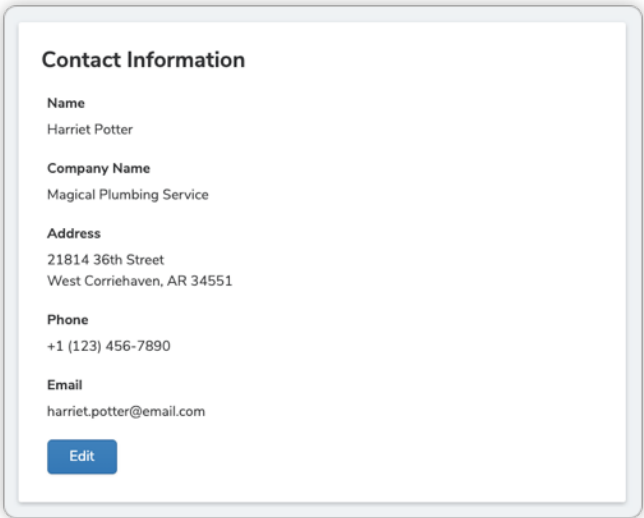 Contact Information
Name
Harriet Potter
Company Name
Magical Plumbing Service
Address
21814 36th Street
West Corriehaven, AR 34551
Phone
+1 (123) 456-7890
Email
harriet.potter@email.com
Edit